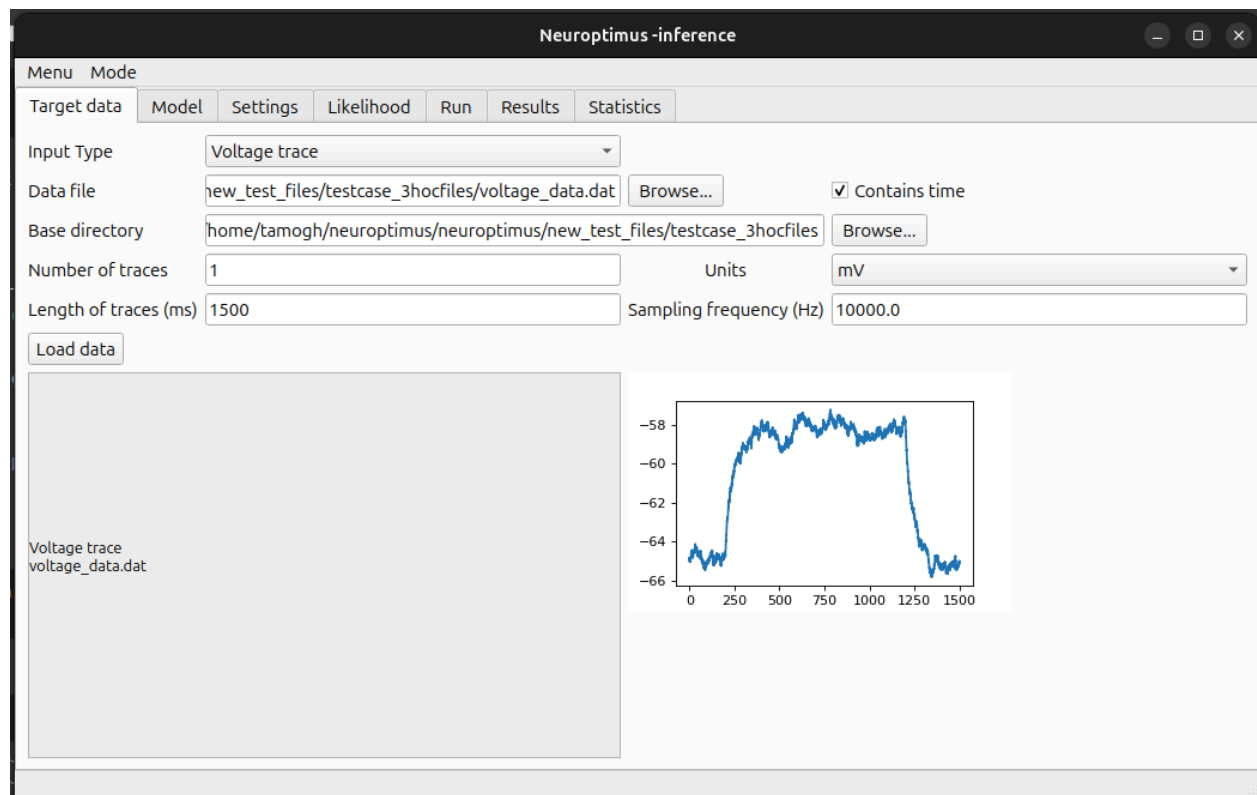 Neuroptimus -inference
Menu Mode
Target data Model Settings Likelihood Run Results Statistics
Input Type Voltage trace
Data file new_test_files/testcase_3hocfiles/voltage_data.dat Browse... Contains time
Base directory /home/tamogh/neuroptimus/neuroptimus/new_test_files/testcase_3hocfiles Browse...
Number of traces 1 Units mV
Length of traces (ms) 1500 Sampling frequency (Hz) 10000.0
Load data
Voltage trace
voltage_data.dat
−58
−60
−62
−64
−66
0 250 500 750 1000 1250 1500